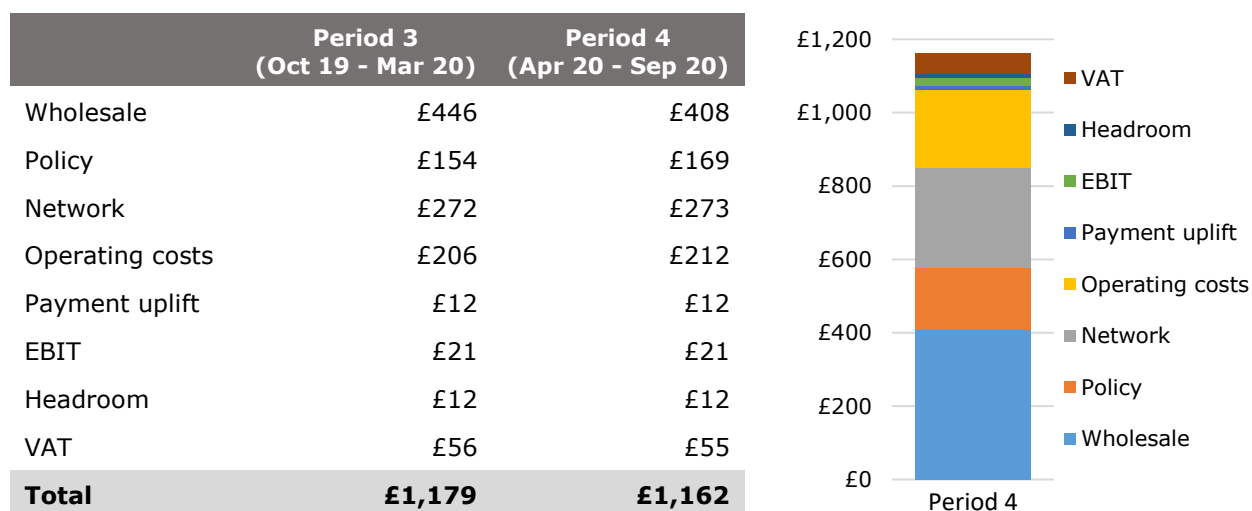 Period 3 Period 4
(Oct 19 - Mar 20) (Apr 20 - Sep 20)
Wholesale £446 £408
Policy £154 £169
Network £272 £273
Operating costs £206 £212
Payment uplift £12 £12
EBIT £21 £21
Headroom £12 £12
VAT £56 £55
Total £1,179 £1,162
£1,200
£1,000
£800
£600
£400
£200
£0
Period 4
VAT
Headroom
EBIT
Payment uplift
Operating costs
Network
Policy
Wholesale